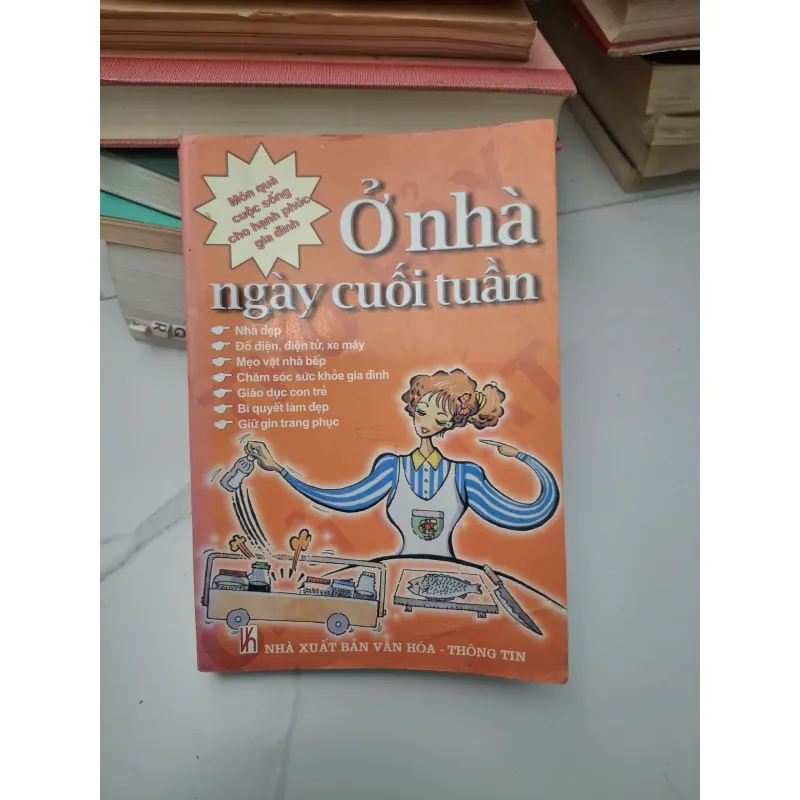 Món quà
cuộc sống
cho hạnh phúc
gia đình
Ở nhà
ngày cuối tuần
Nhà đẹp
Đồ điện, điện tử, xe máy
Mẹo vặt nhà bếp
Chăm sóc sức khỏe gia đình
Giáo dục con trẻ
Bí quyết làm đẹp
Giữ gìn trang phục
NHÀ XUẤT BẢN VĂN HÓA - THÔNG TIN